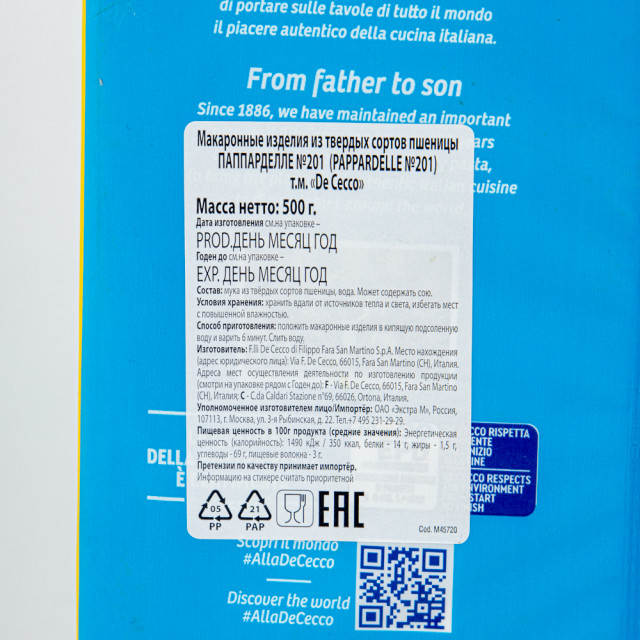 di portare sulle tavole di tutto il mondo
il piacere autentico della cucina italiana.
From father to son
Since 1886, we have maintained an important
ars
ta,
cuisine
Макаронные изделия из твердых сортов пшеницы
ПАППАРДЕЛЛЕ №201 (PAPPARDELLE №201)
т.м. «De Cecco»
Масса нетто: 500 г.
Дата изготовления см.на упаковке –
PROD.ДЕНЬ МЕСЯЦ ГОД
Годен до см.на упаковке –
EXP. ДЕНЬ МЕСЯЦ ГОД
Состав: мука из твёрдых сортов пшеницы, вода. Может содержать сою.
Условия хранения: хранить вдали от источников тепла и света, избегать мест
с повышенной влажностью.
Способ приготовления: положить макаронные изделия в кипящую подсоленную
воду и варить 6 минут. Слить воду.
Изготовитель: F.lli De Cecco di Filippo Fara San Martino S.p.A. Место нахождения
(адрес юридического лица): Via F. De Cecco, 66015, Fara San Martino (CH), Италия.
Адреса мест осуществления деятельности по изготовлению продукции
(смотри на упаковке рядом с Годен до): F - Via F. De Cecco, 66015, Fara San Martino
(CH), Италия; C - C.da Caldari Stazione n°69, 66026, Ortona, Италия.
Уполномоченное изготовителем лицо/Импортёр: ОАО «Экстра М», Россия,
107113, г. Москва, ул. 3-я Рыбинская, д. 22. Тел.+7 495 231-29-29.
Пищевая ценность в 100г продукта (средние значения): Энергетическая
ценность (калорийность): 1490 кДж / 350 ккал, белки - 14 г, жиры - 1,5 г,
углеводы - 69 г, пищевые волокна - 3 г.
Претензии по качеству принимает импортёр.
Информацию на стикере считать приоритетной
05
PP
21
PAP
EAC
Cod. M45720
DELLA
È
CCO RISPETTA
ENTE
NIZIO
INE
CCO RESPECTS
ENVIRONMENT
START
ISH
Scopri il mondo
#AllaDeCecco
Discover the world
#AllaDeCecco